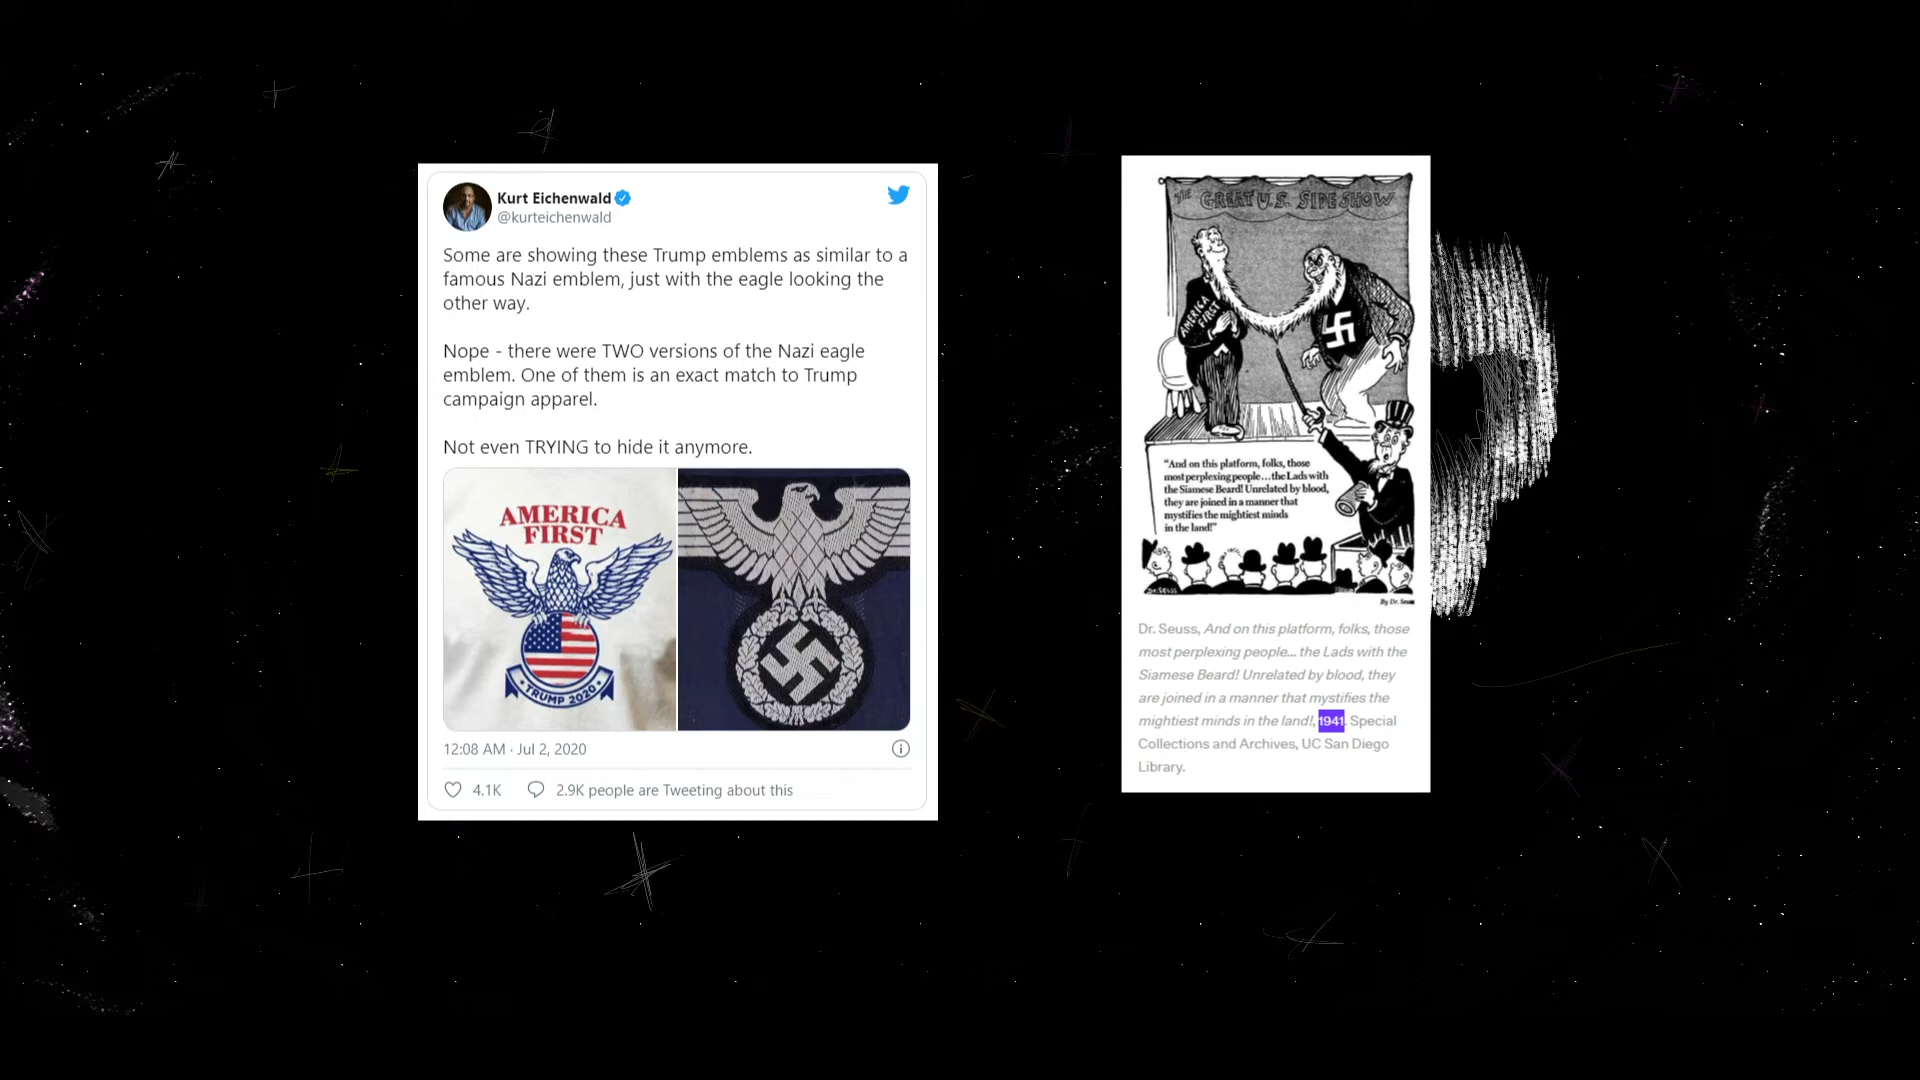 Kurt Eichenwald
@kurteichenwald
Some are showing these Trump emblems as similar to a
famous Nazi emblem, just with the eagle looking the
other way.
Nope - there were TWO versions of the Nazi eagle
emblem. One of them is an exact match to Trump
campaign apparel.
Not even TRYING to hide it anymore.
AMERICA
FIRST
TRUMP 2020
12:08 AM · Jul 2, 2020
4.1K
2.9K people are Tweeting about this
THE GREAT U.S. SIDE SHOW
AMERICA
FIRST
"And on this platform, folks, those
most perplexing people...the Lads with
the Siamese Beard! Unrelated by blood,
they are joined in a manner that
mystifies the mightiest minds
in the land!"
DR. SEUSS
By Dr. Seuss
Dr. Seuss, And on this platform, folks, those
most perplexing people... the Lads with the
Siamese Beard! Unrelated by blood, they
are joined in a manner that mystifies the
mightiest minds in the land!, 1941. Special
Collections and Archives, UC San Diego
Library.